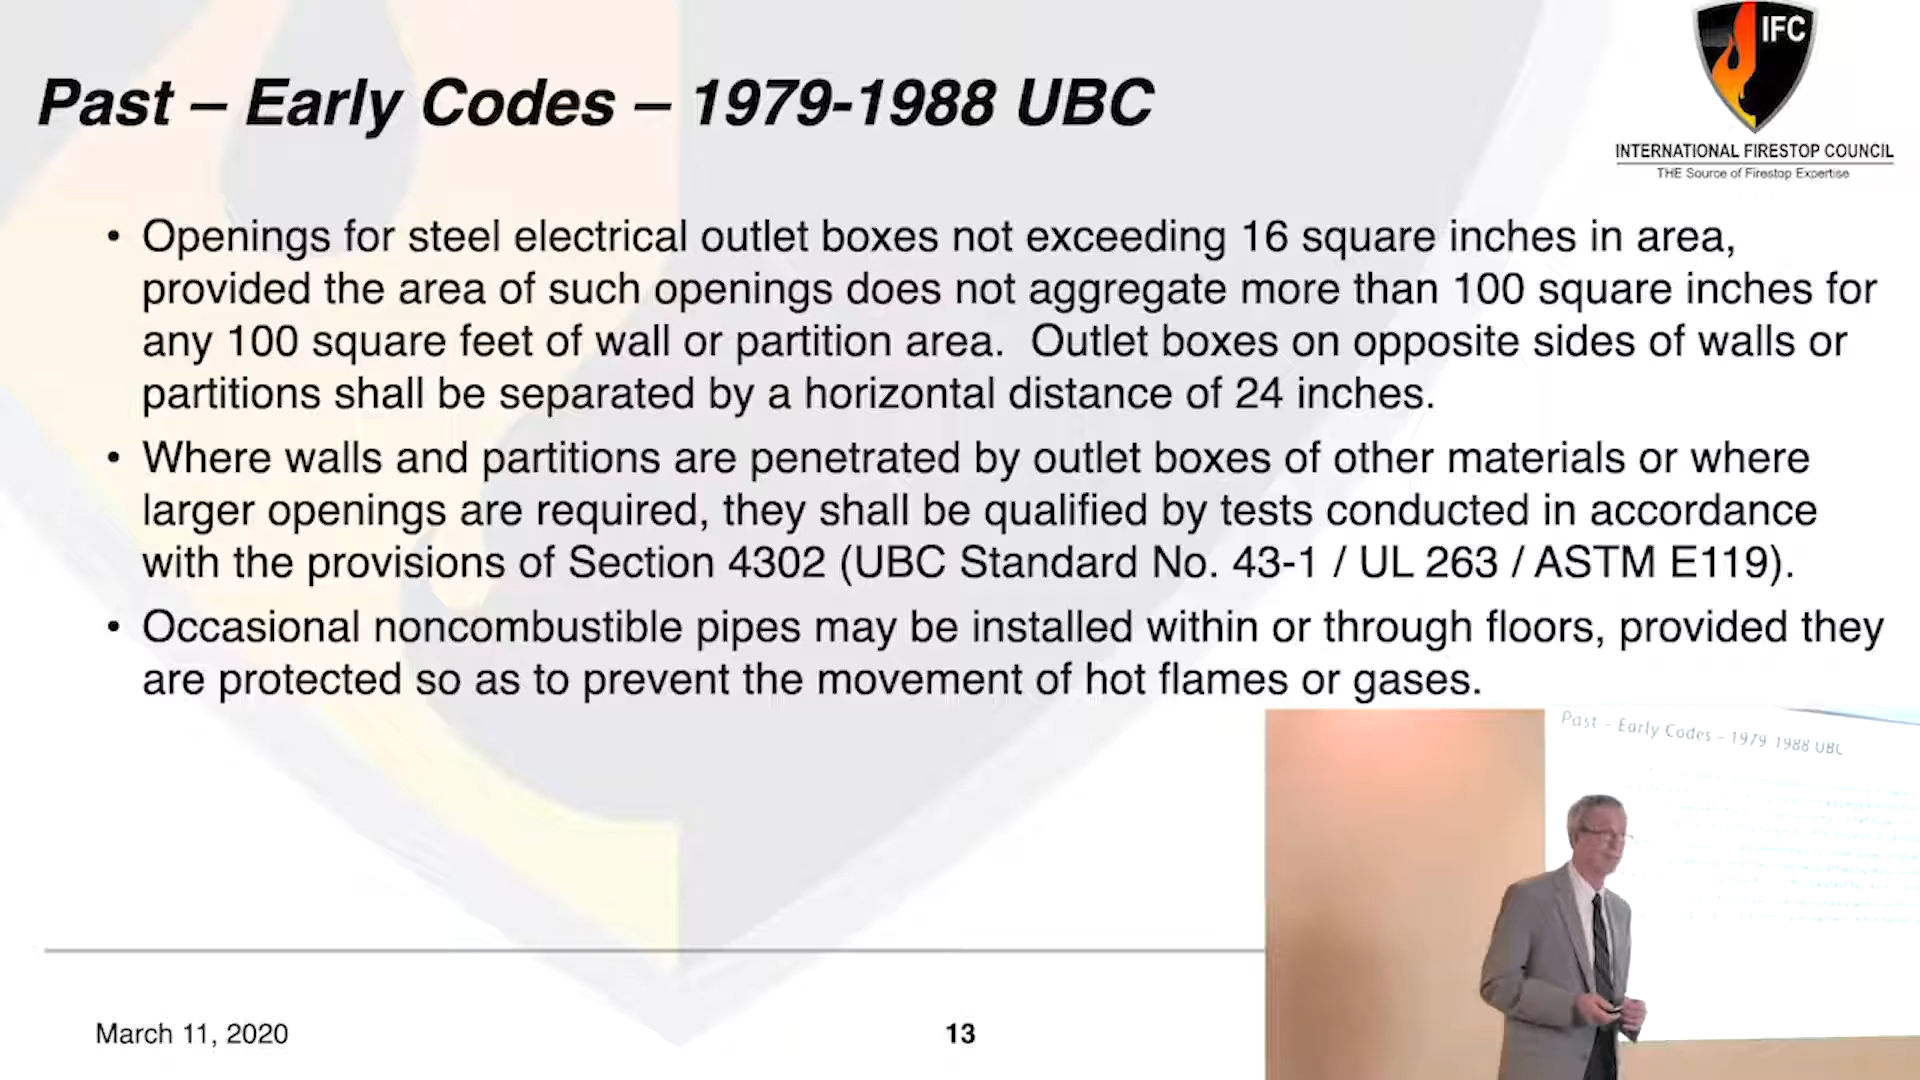 IFC
INTERNATIONAL FIRESTOP COUNCIL
THE Source of Firestop Expertise
Past – Early Codes – 1979-1988 UBC
• Openings for steel electrical outlet boxes not exceeding 16 square inches in area,
provided the area of such openings does not aggregate more than 100 square inches for
any 100 square feet of wall or partition area.  Outlet boxes on opposite sides of walls or
partitions shall be separated by a horizontal distance of 24 inches.
• Where walls and partitions are penetrated by outlet boxes of other materials or where
larger openings are required, they shall be qualified by tests conducted in accordance
with the provisions of Section 4302 (UBC Standard No. 43-1 / UL 263 / ASTM E119).
• Occasional noncombustible pipes may be installed within or through floors, provided they
are protected so as to prevent the movement of hot flames or gases.
Past – Early Codes – 1979-1988 UBC
March 11, 2020
13